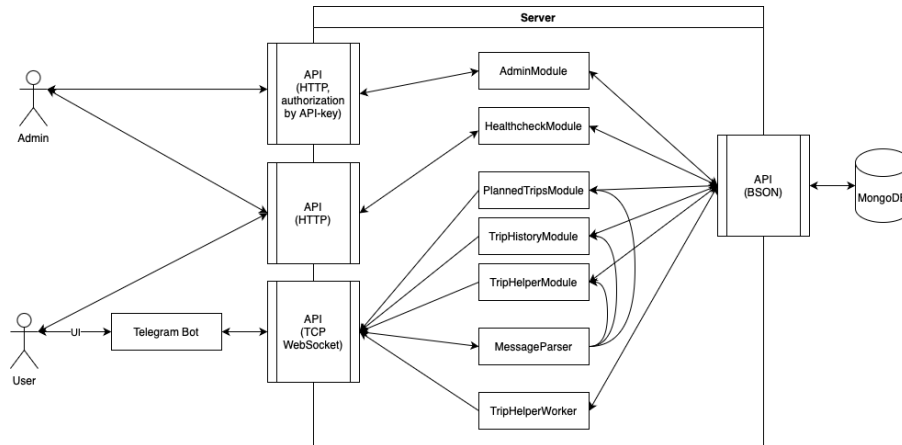 Server
API
(HTTP,
authorization
by API-key)
AdminModule
Admin
HealthcheckModule
API
(HTTP)
PlannedTripsModule
API
(BSON)
MongoDB
TripHistoryModule
TripHelperModule
API
(TCP
WebSocket)
UI
Telegram Bot
MessageParser
User
TripHelperWorker